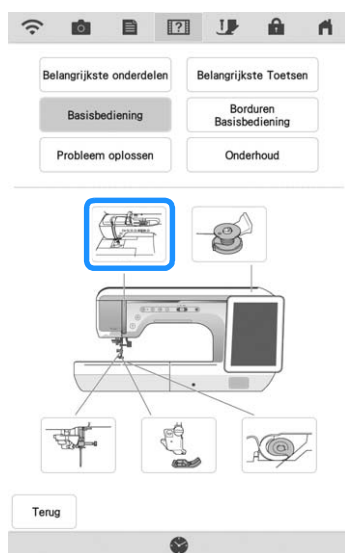 Belangrijkste onderdelen
Belangrijkste Toetsen
Basisbediening
Borduren
Basisbediening
Probleem oplossen
Onderhoud
Terug